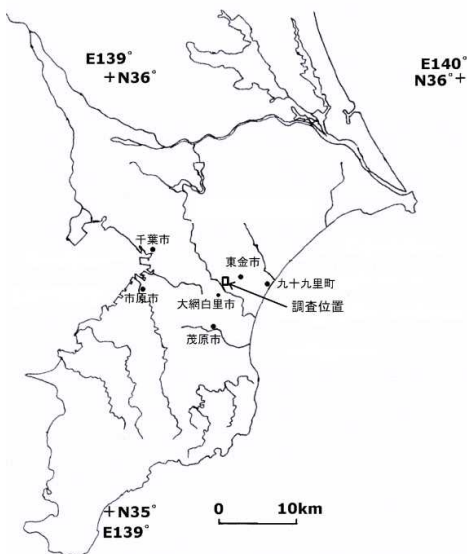 E139°
+N36°
E140°
N36°+
千葉市
東金市
市原市
九十九里町
大網白里市
調査位置
茂原市
+N35°
E139°
0 10km